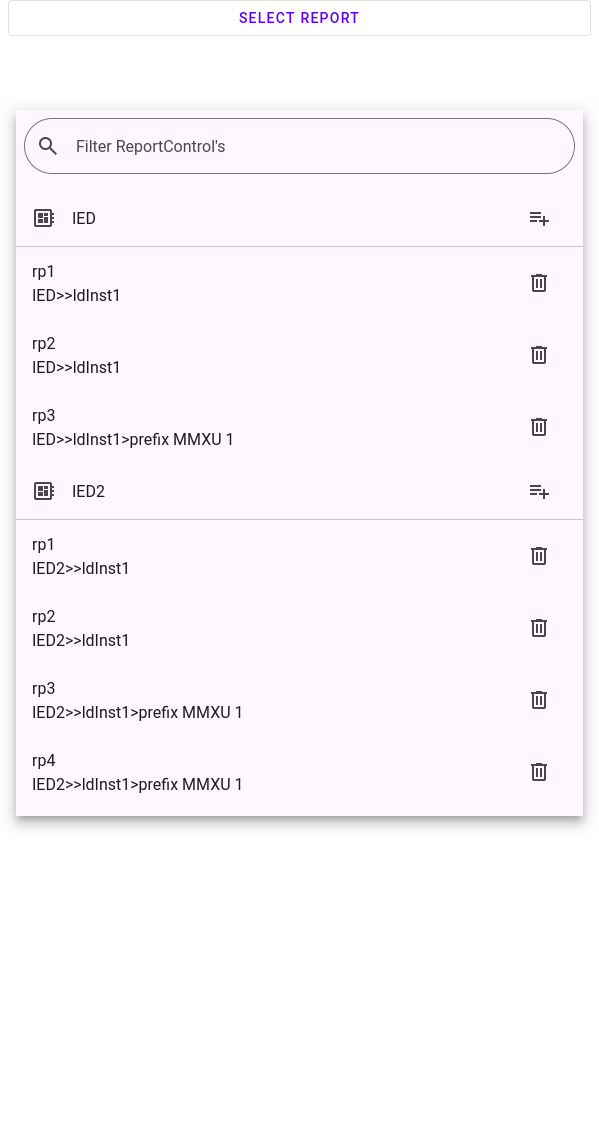 SELECT REPORT
Filter ReportControl's
IED
rp1
IED>>ldInst1
rp2
IED>>ldInst1
rp3
IED>>ldInst1>prefix MMXU 1
IED2
rp1
IED2>>ldInst1
rp2
IED2>>ldInst1
rp3
IED2>>ldInst1>prefix MMXU 1
rp4
IED2>>ldInst1>prefix MMXU 1